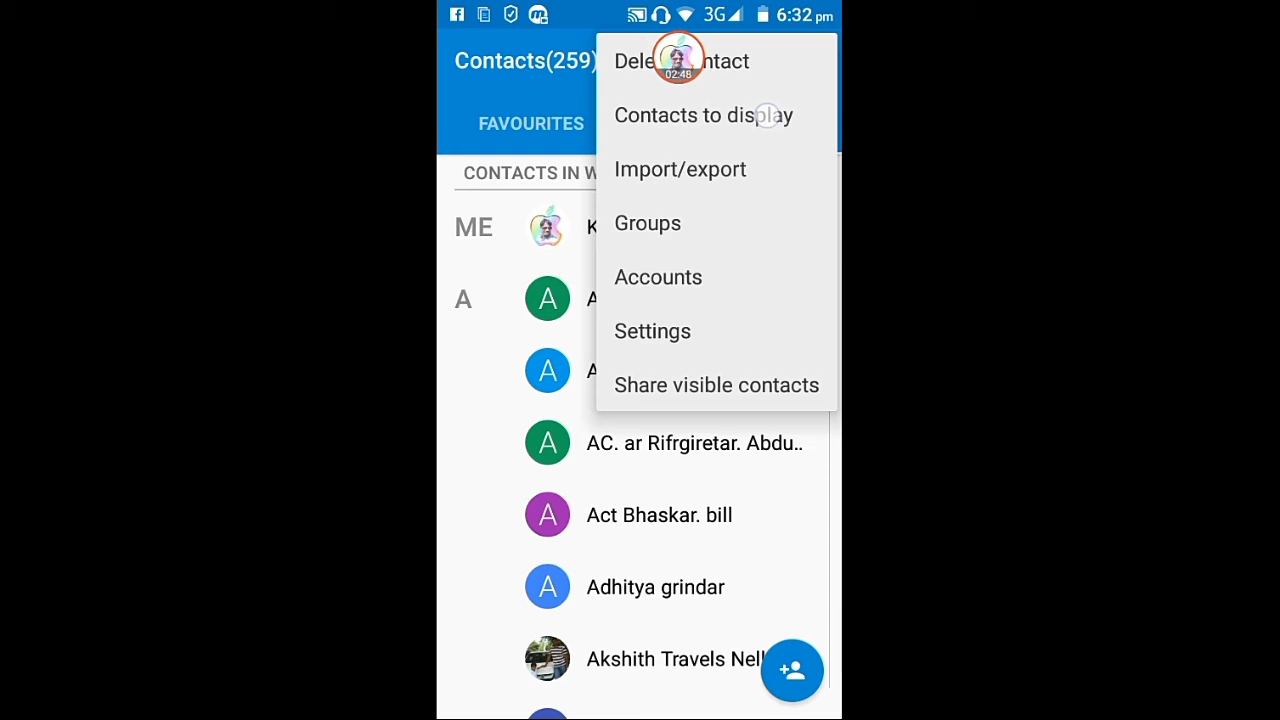 3G 6:32 pm
Contacts(259)
02:48
Contacts to display
FAVOURITES
Import/export
CONTACTS IN W
Groups
ME K
Accounts
A A A
Settings
A A
Share visible contacts
A AC. ar Rifrgiretar. Abdu..
A Act Bhaskar. bill
A Adhitya grindar
Akshith Travels Nell